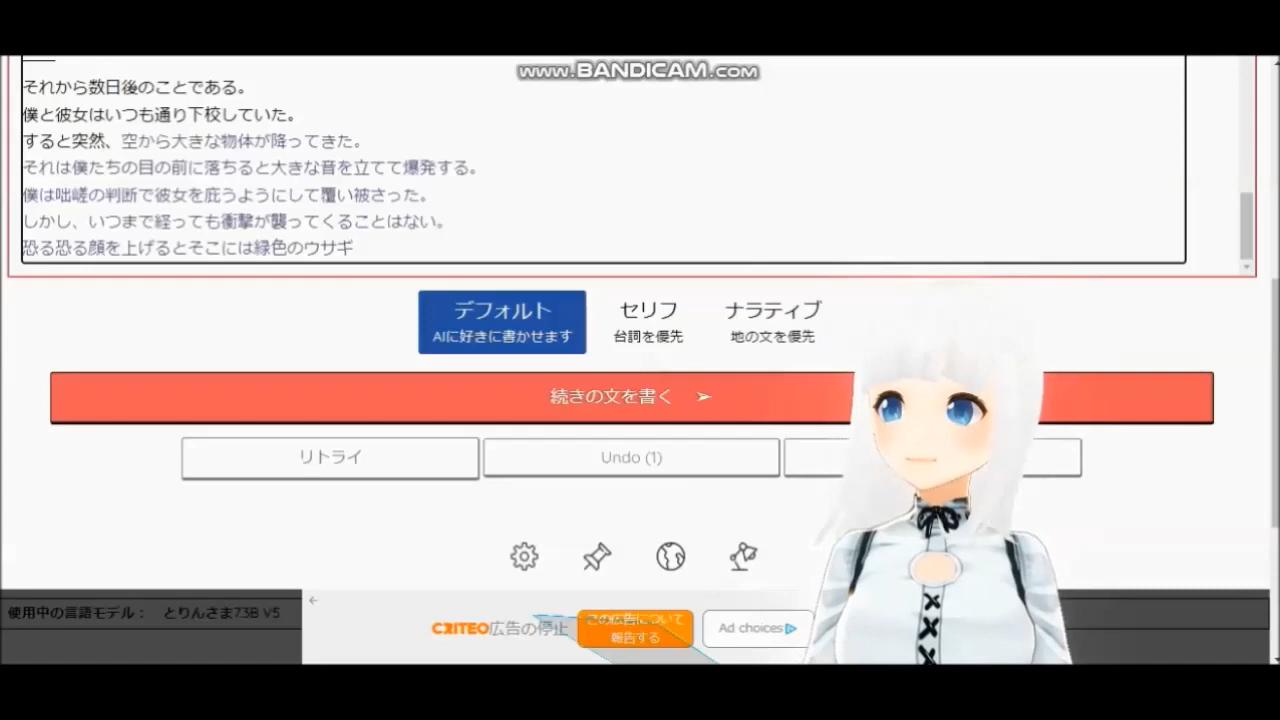 www.BANDICAM.com
それから数日後のことである。
僕と彼女はいつも通り下校していた。
すると突然、空から大きな物体が降ってきた。
それは僕たちの目の前に落ちると大きな音を立てて爆発する。
僕は咄嗟の判断で彼女を庇うようにして覆い被さった。
しかし、いつまで経っても衝撃が襲ってくることはない。
恐る恐る顔を上げるとそこには緑色のウサギ
デフォルト
AIに好きに書かせます
セリフ
台詞を優先
ナラティブ
地の文を優先
続きの文を書く ➢
リトライ
Undo (1)
使用中の言語モデル： とりんさま7.3B V5
CRITEO広告の停止
この広告について
報告する
Ad choices